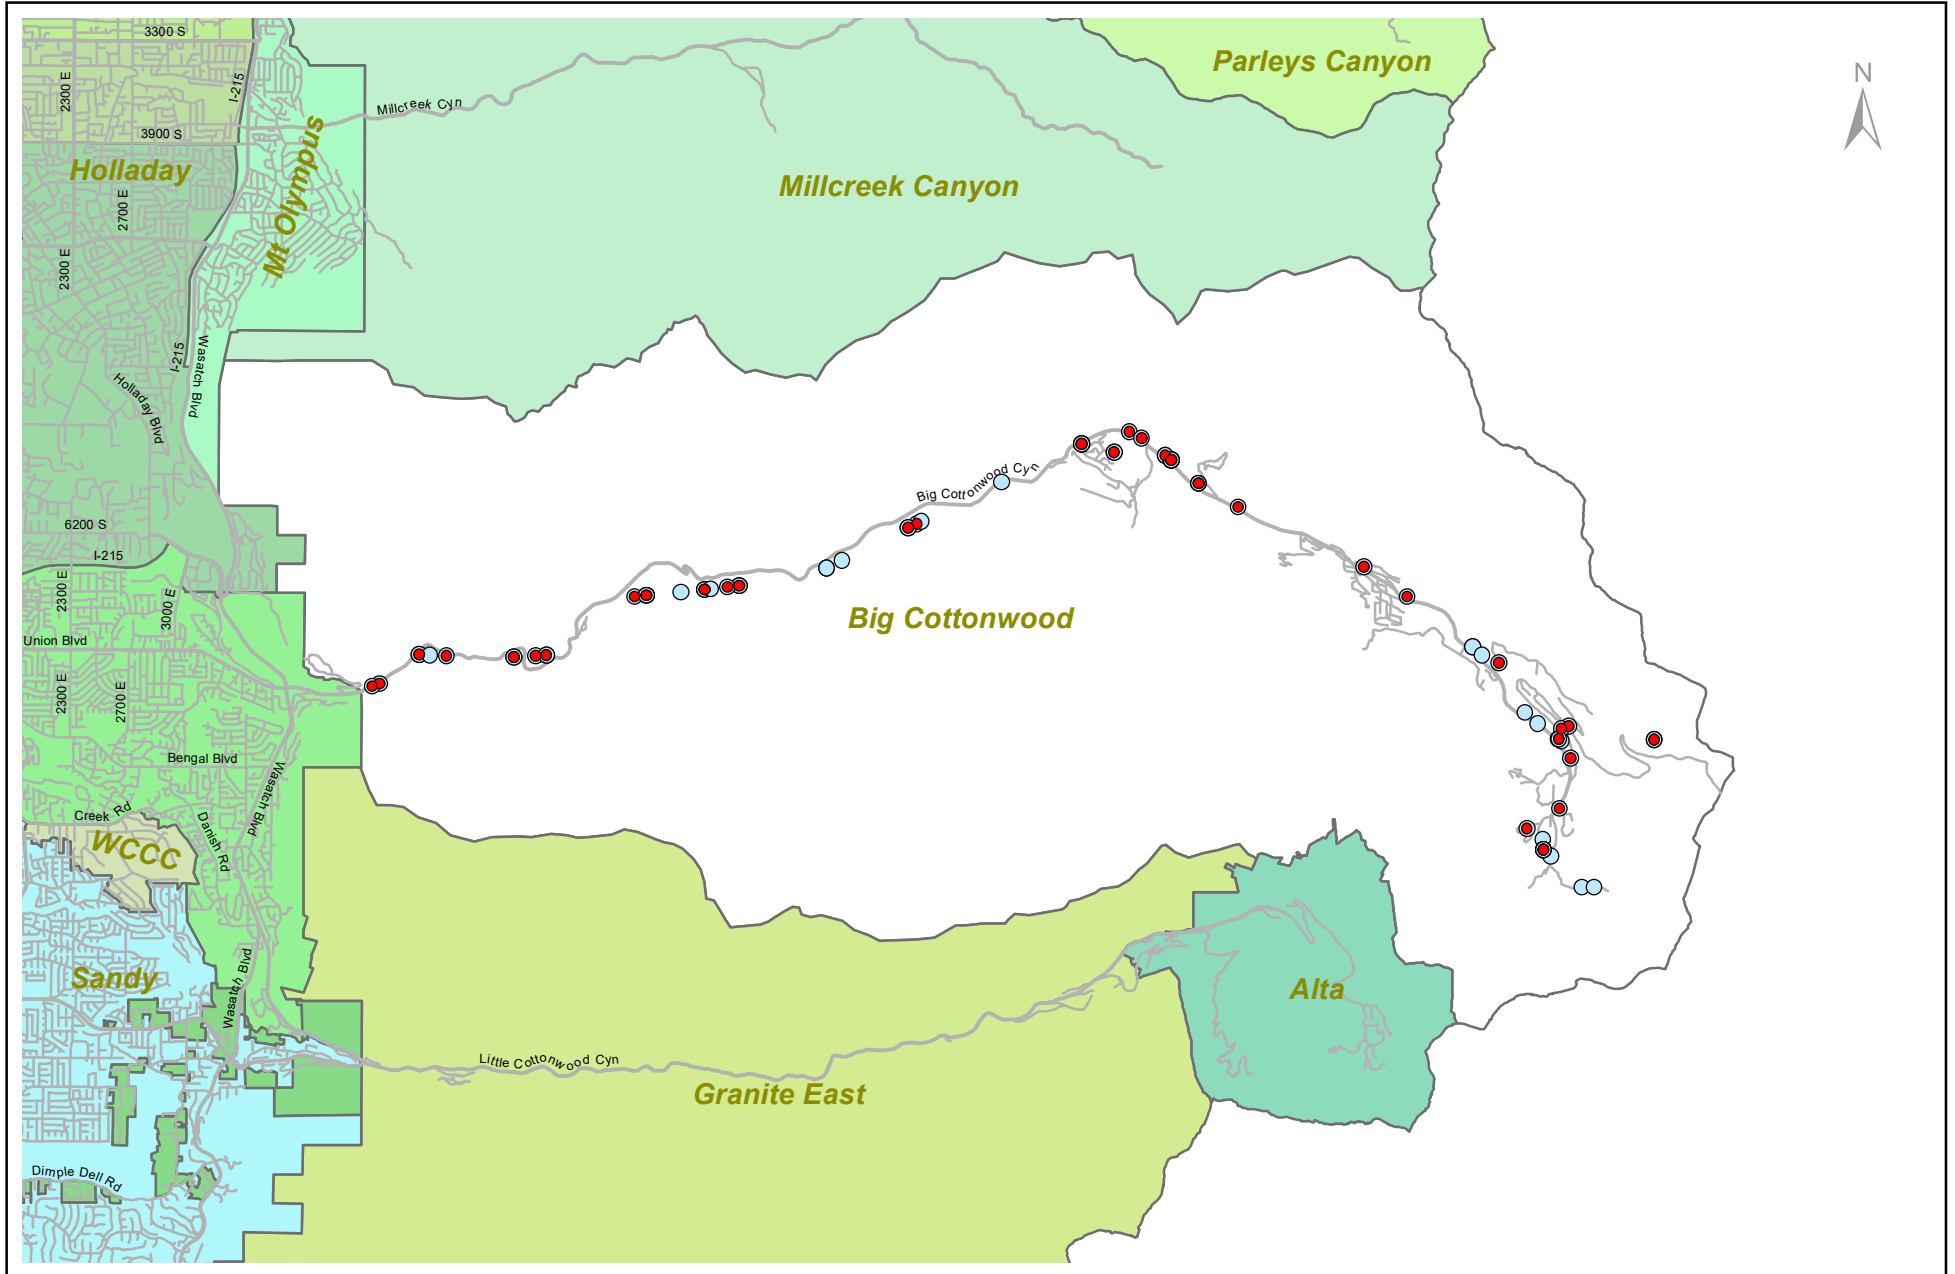 3300 S
Parleys Canyon
N
2300 E
I-215
Millcreek Cyn
3900 S
Holladay
Mt Olympus
Millcreek Canyon
2700 E
2300 E
I-215
Wasatch Blvd
Holladay Blvd
Big Cottonwood Cyn
6200 S
I-215
2300 E
3000 E
Big Cottonwood
Union Blvd
2300 E
2700 E
Bengal Blvd
Wasatch Blvd
Creek Rd
Danish Rd
WCCC
Sandy
Wasatch Blvd
Alta
Little Cottonwood Cyn
Granite East
Dimple Dell Rd